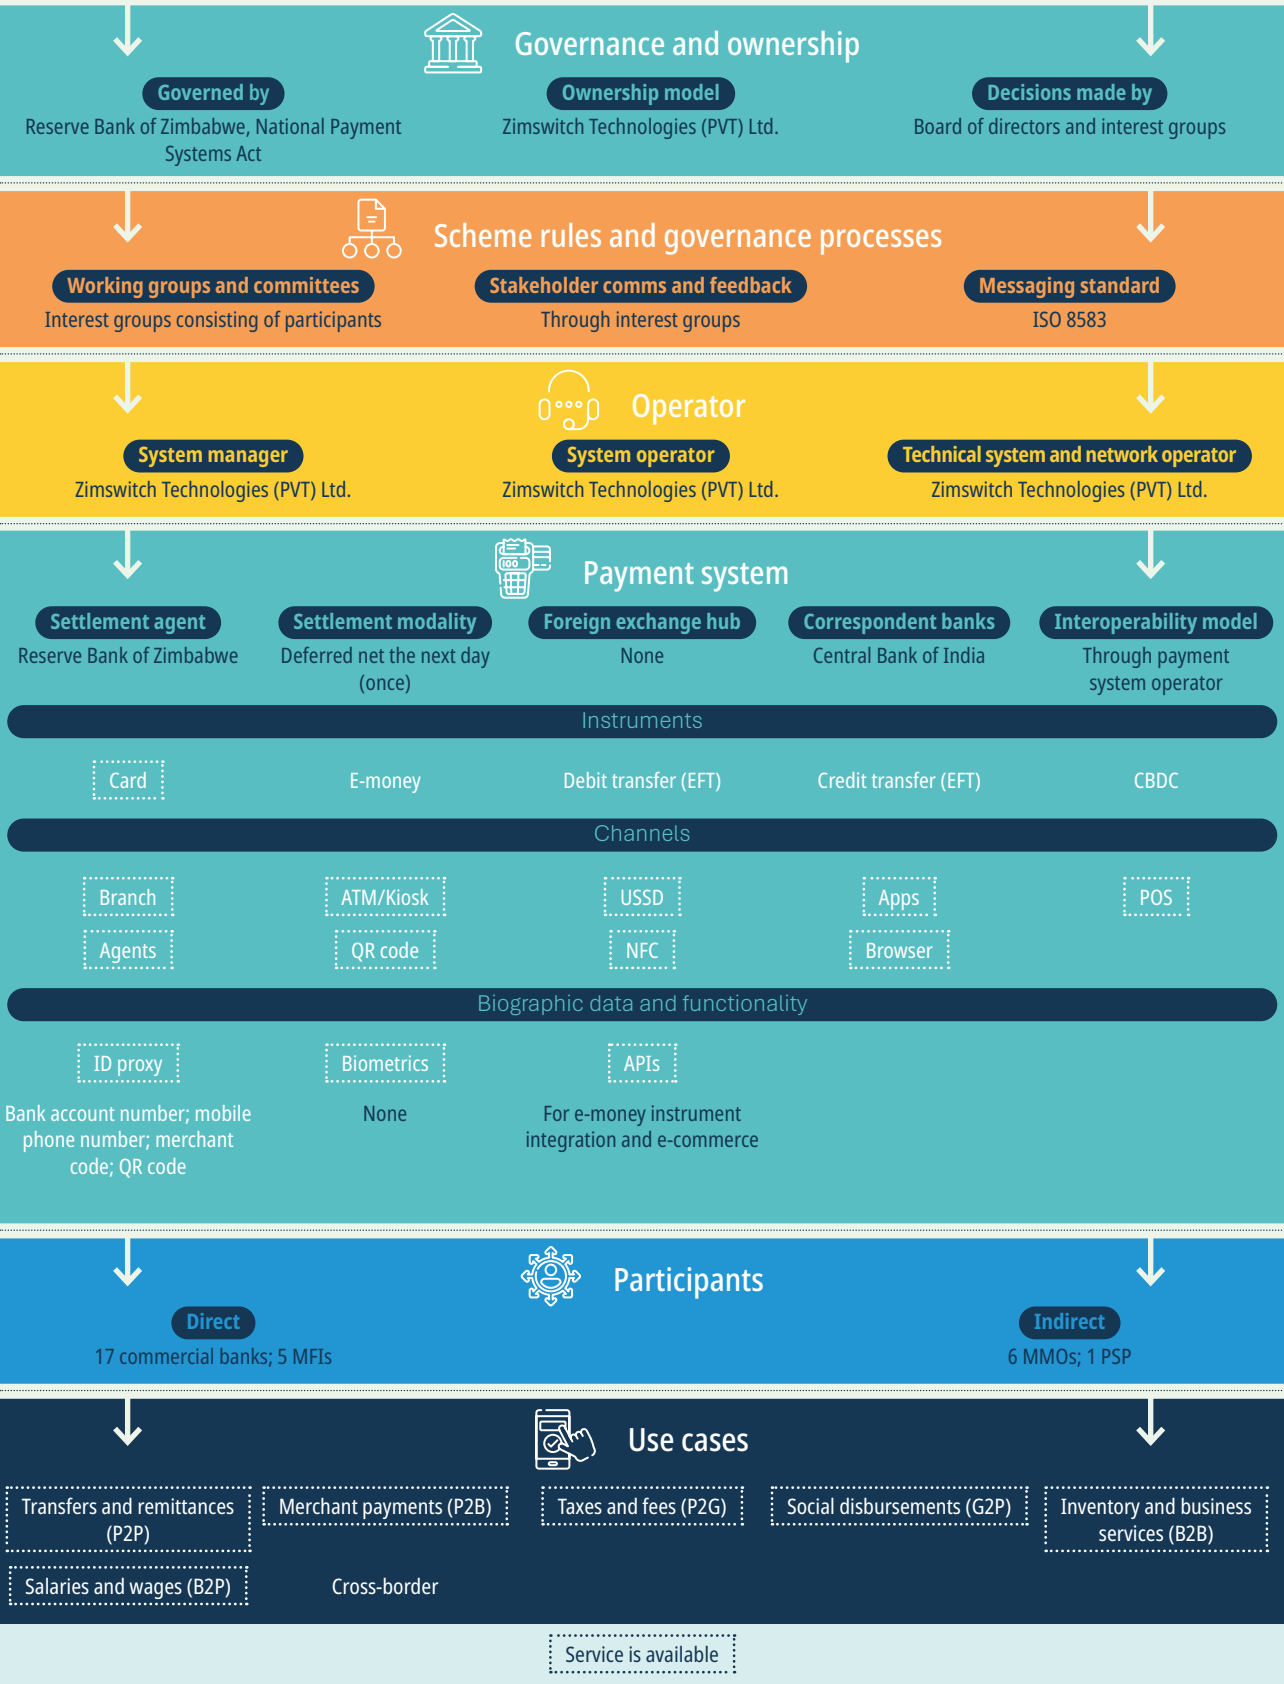 Governance and ownership
Governed by
Reserve Bank of Zimbabwe, National Payment
Systems Act
Ownership model
Zimswitch Technologies (PVT) Ltd.
Decisions made by
Board of directors and interest groups
Scheme rules and governance processes
Working groups and committees
Interest groups consisting of participants
Stakeholder comms and feedback
Through interest groups
Messaging standard
ISO 8583
Operator
System manager
Zimswitch Technologies (PVT) Ltd.
System operator
Zimswitch Technologies (PVT) Ltd.
Technical system and network operator
Zimswitch Technologies (PVT) Ltd.
Payment system
Settlement agent
Reserve Bank of Zimbabwe
Settlement modality
Deferred net the next day
(once)
Foreign exchange hub
None
Correspondent banks
Central Bank of India
Interoperability model
Through payment
system operator
Instruments
Card
E-money
Debit transfer (EFT)
Credit transfer (EFT)
CBDC
Channels
Branch
ATM/Kiosk
USSD
Apps
POS
Agents
QR code
NFC
Browser
Biographic data and functionality
ID proxy
Bank account number; mobile
phone number; merchant
code; QR code
Biometrics
None
APIs
For e-money instrument
integration and e-commerce
Participants
Direct
17 commercial banks; 5 MFIs
Indirect
6 MMOs; 1 PSP
Use cases
Transfers and remittances
(P2P)
Merchant payments (P2B)
Taxes and fees (P2G)
Social disbursements (G2P)
Inventory and business
services (B2B)
Salaries and wages (B2P)
Cross-border
Service is available